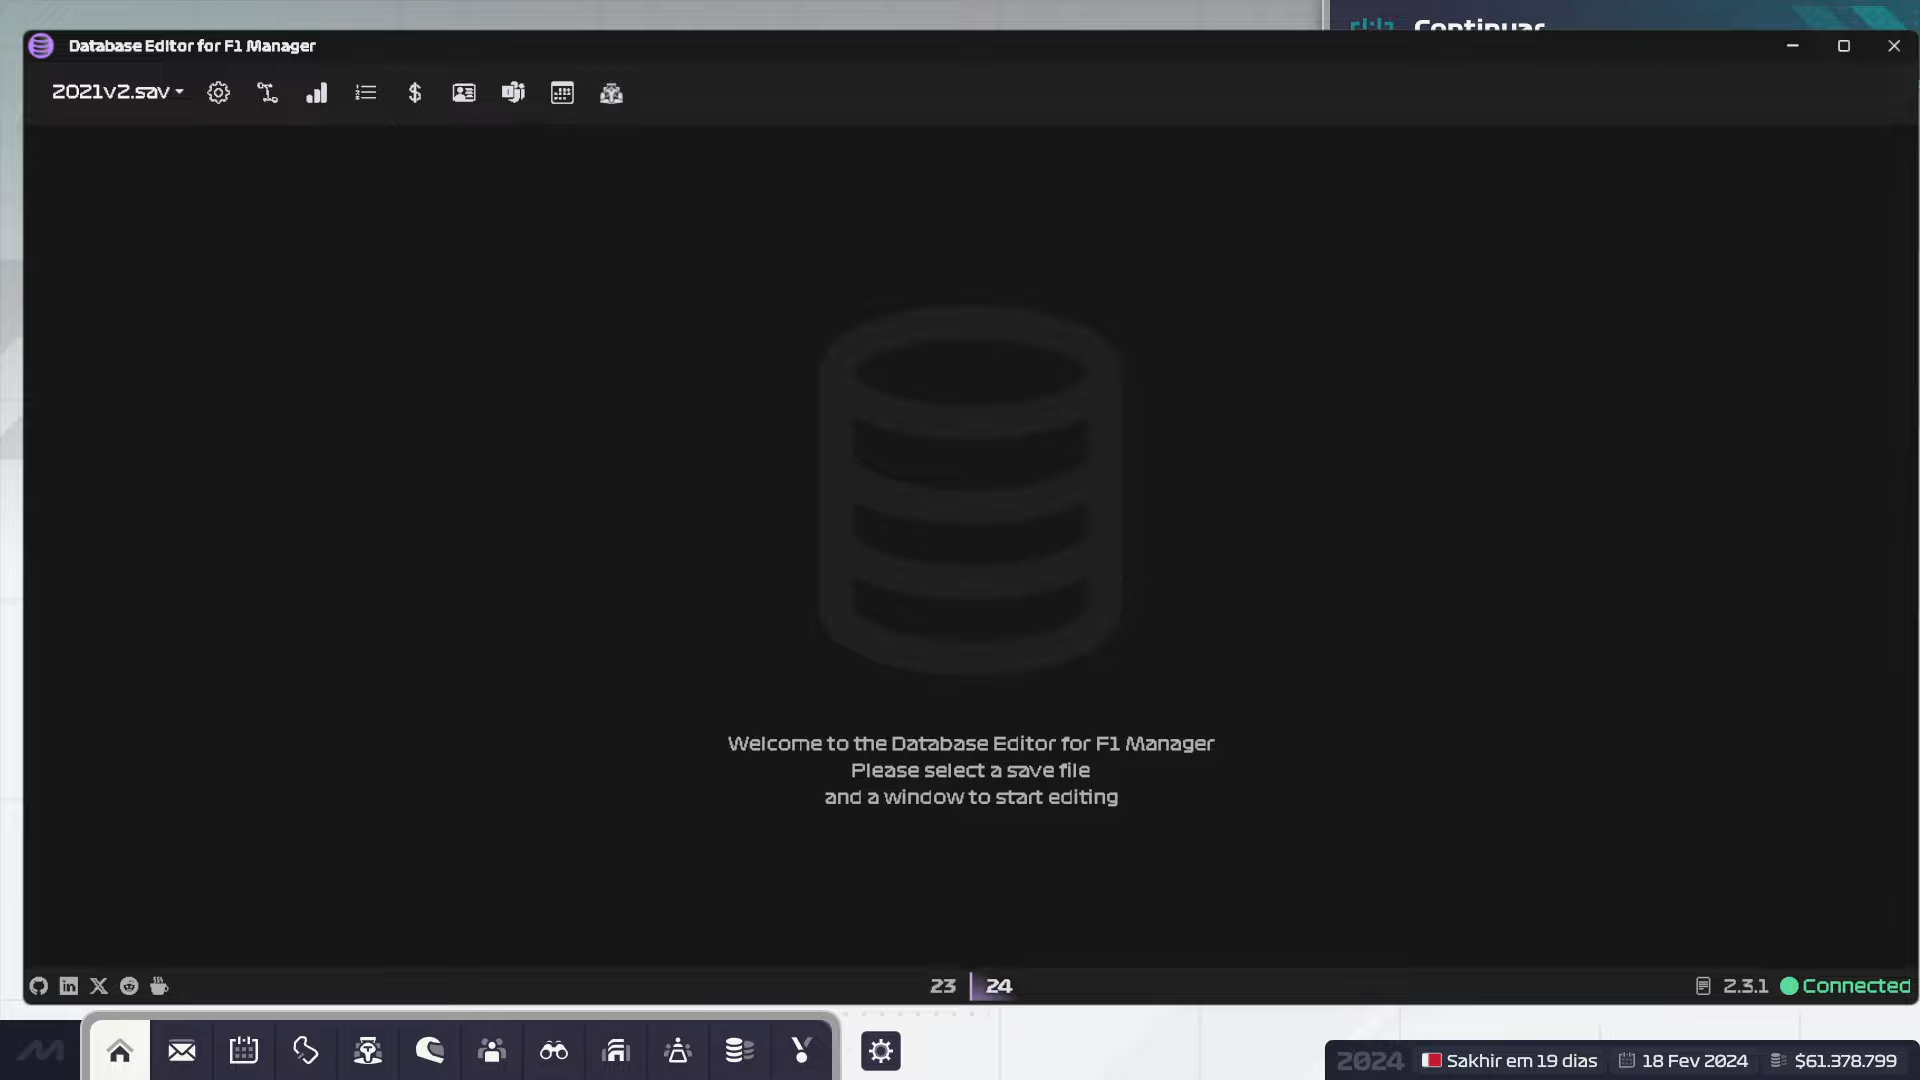 Continuar
Database Editor for F1 Manager
2021v2.sav
Welcome to the Database Editor for F1 Manager
Please select a save file
and a window to start editing
23 24
2.3.1 Connected
2024 Sakhir em 19 dias 18 Fev 2024 $61.378.799